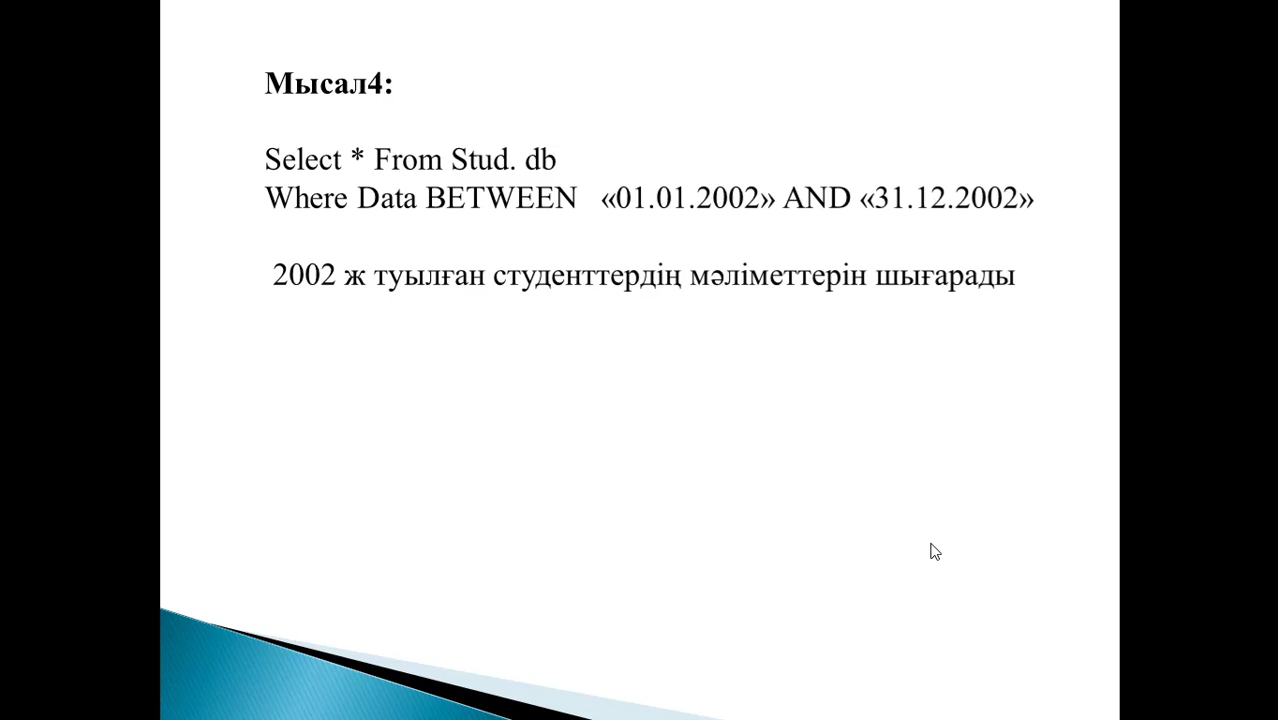 Мысал4:
Select * From Stud. db
Where Data BETWEEN «01.01.2002» AND «31.12.2002»
2002 ж туылған студенттердің мәліметтерін шығарады